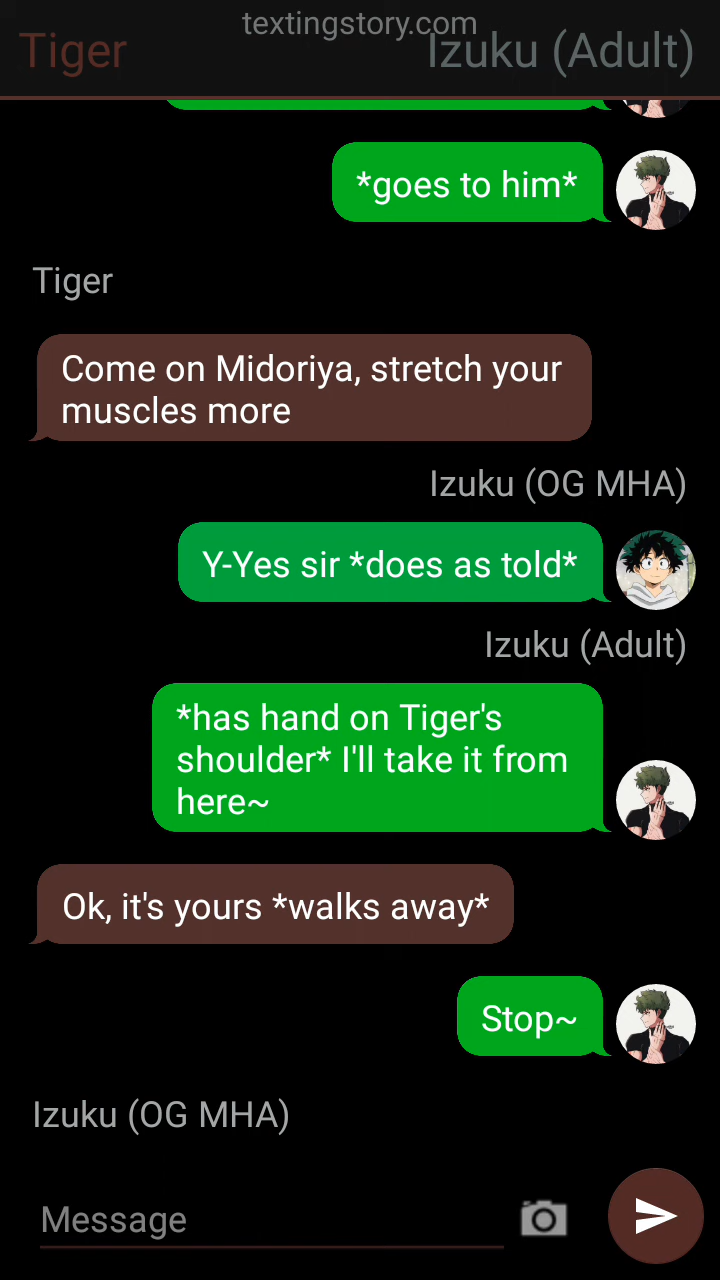 textingstory.com
Tiger
Izuku (Adult)
*goes to him*
Tiger
Come on Midoriya, stretch your
muscles more
Izuku (OG MHA)
Y-Yes sir *does as told*
Izuku (Adult)
*has hand on Tiger's
shoulder* I'll take it from
here~
Ok, it's yours *walks away*
Stop~
Izuku (OG MHA)
Message